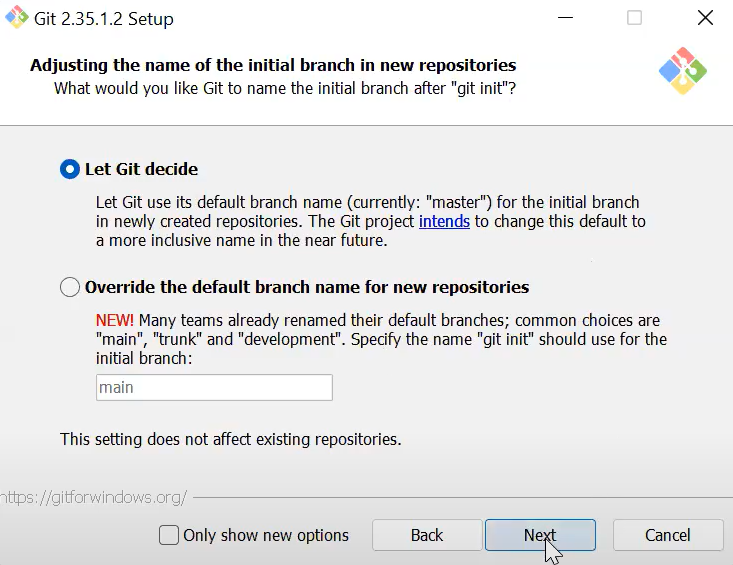 Git 2.35.1.2 Setup
Adjusting the name of the initial branch in new repositories
What would you like Git to name the initial branch after "git init"?
Let Git decide
Let Git use its default branch name (currently: "master") for the initial branch
in newly created repositories. The Git project intends to change this default to
a more inclusive name in the near future.
Override the default branch name for new repositories
NEW! Many teams already renamed their default branches; common choices are
"main", "trunk" and "development". Specify the name "git init" should use for the
initial branch:
main
This setting does not affect existing repositories.
https://gitforwindows.org/
Only show new options
Back
Next
Cancel